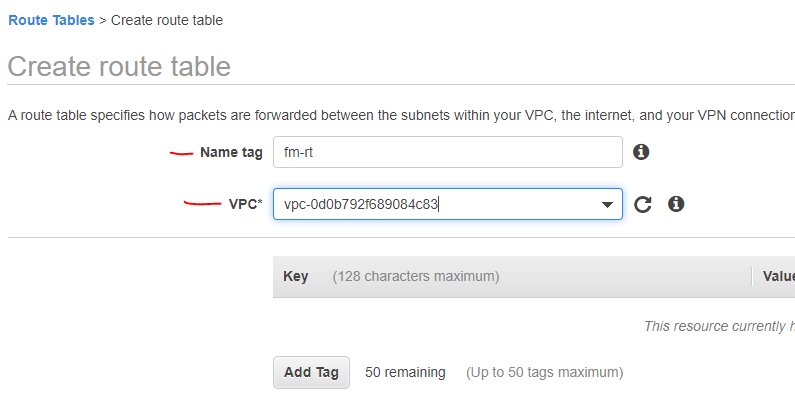 Route Tables > Create route table
Create route table
A route table specifies how packets are forwarded between the subnets within your VPC, the internet, and your VPN connection
Name tag fm-rt
VPC* vpc-0d0b792f689084c83
Key (128 characters maximum) Value
This resource currently h
Add Tag 50 remaining (Up to 50 tags maximum)